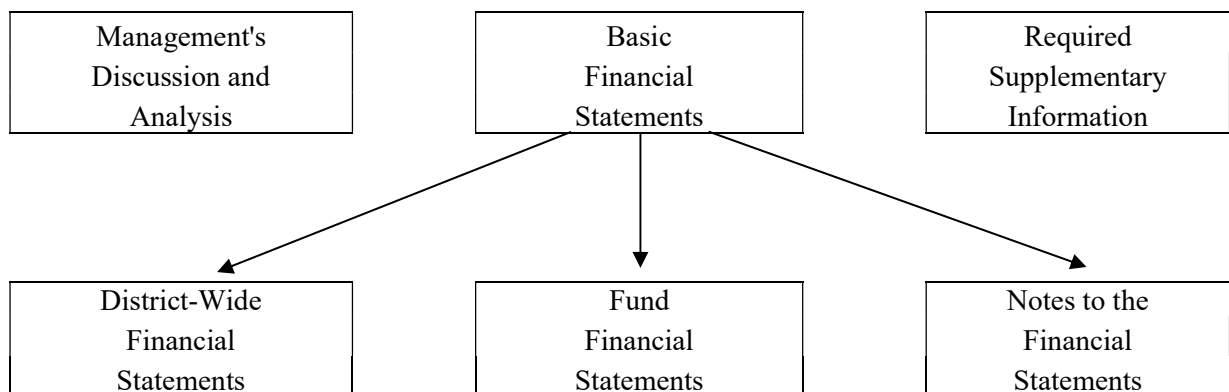 Management's
Discussion and
Analysis
Basic
Financial
Statements
Required
Supplementary
Information
District-Wide
Financial
Statements
Fund
Financial
Statements
Notes to the
Financial
Statements